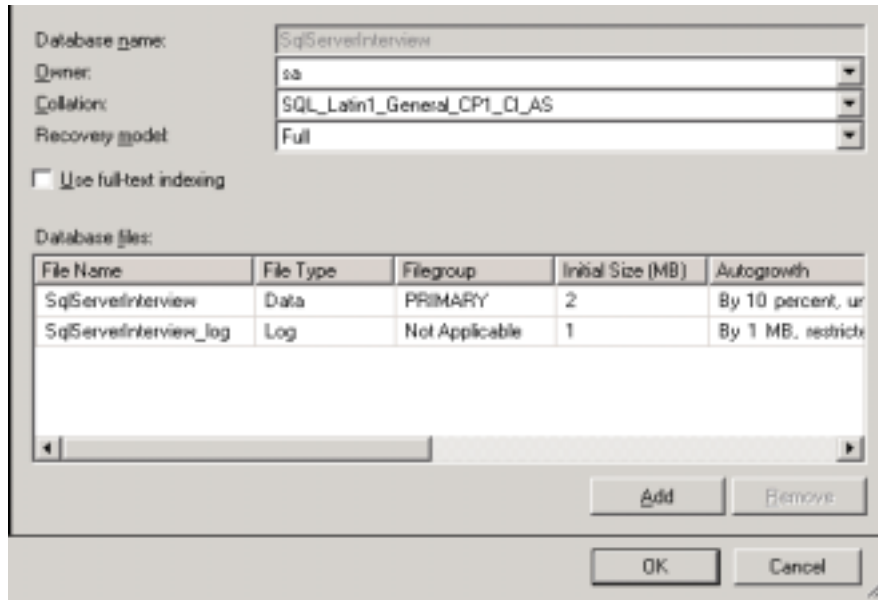 Database name: SqlServerInterview
Owner: sa
Collation: SQL_Latin1_General_CP1_CI_AS
Recovery model: Full
Use full-text indexing
Database files:
File Name File Type Filegroup Initial Size (MB) Autogrowth
SqlServerInterview Data PRIMARY 2 By 10 percent, un
SqlServerInterview_log Log Not Applicable 1 By 1 MB, restricte
Add Remove
OK Cancel